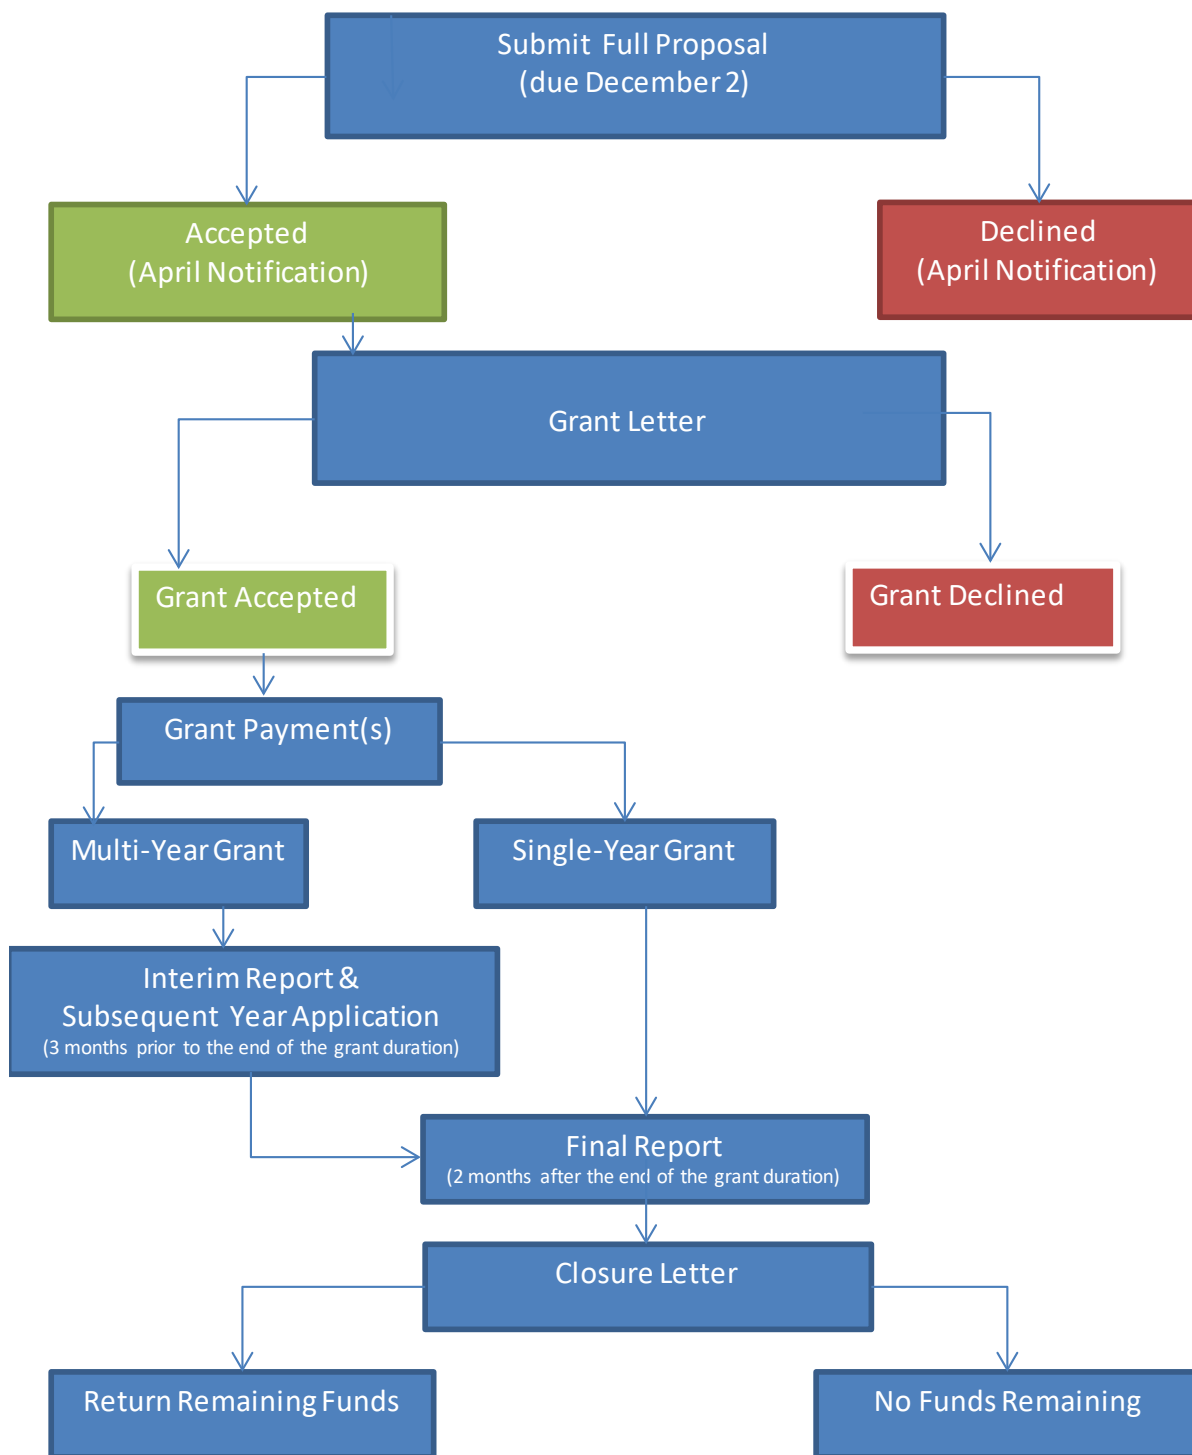 Submit Full Proposal
(due December 2)
Accepted
(April Notification)
Declined
(April Notification)
Grant Letter
Grant Accepted
Grant Declined
Grant Payment(s)
Multi-Year Grant
Single-Year Grant
Interim Report &
Subsequent Year Application
(3 months prior to the end of the grant duration)
Final Report
(2 months after the end of the grant duration)
Closure Letter
Return Remaining Funds
No Funds Remaining